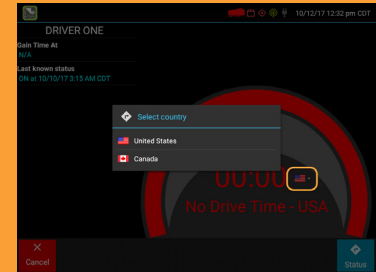 10/12/17 12:32 pm CDT
DRIVER ONE
Gain Time At
N/A
Last known status
ON at 10/10/17 3:15 AM CDT
Select country
United States
Canada
00:00
No Drive Time - USA
Cancel
Status